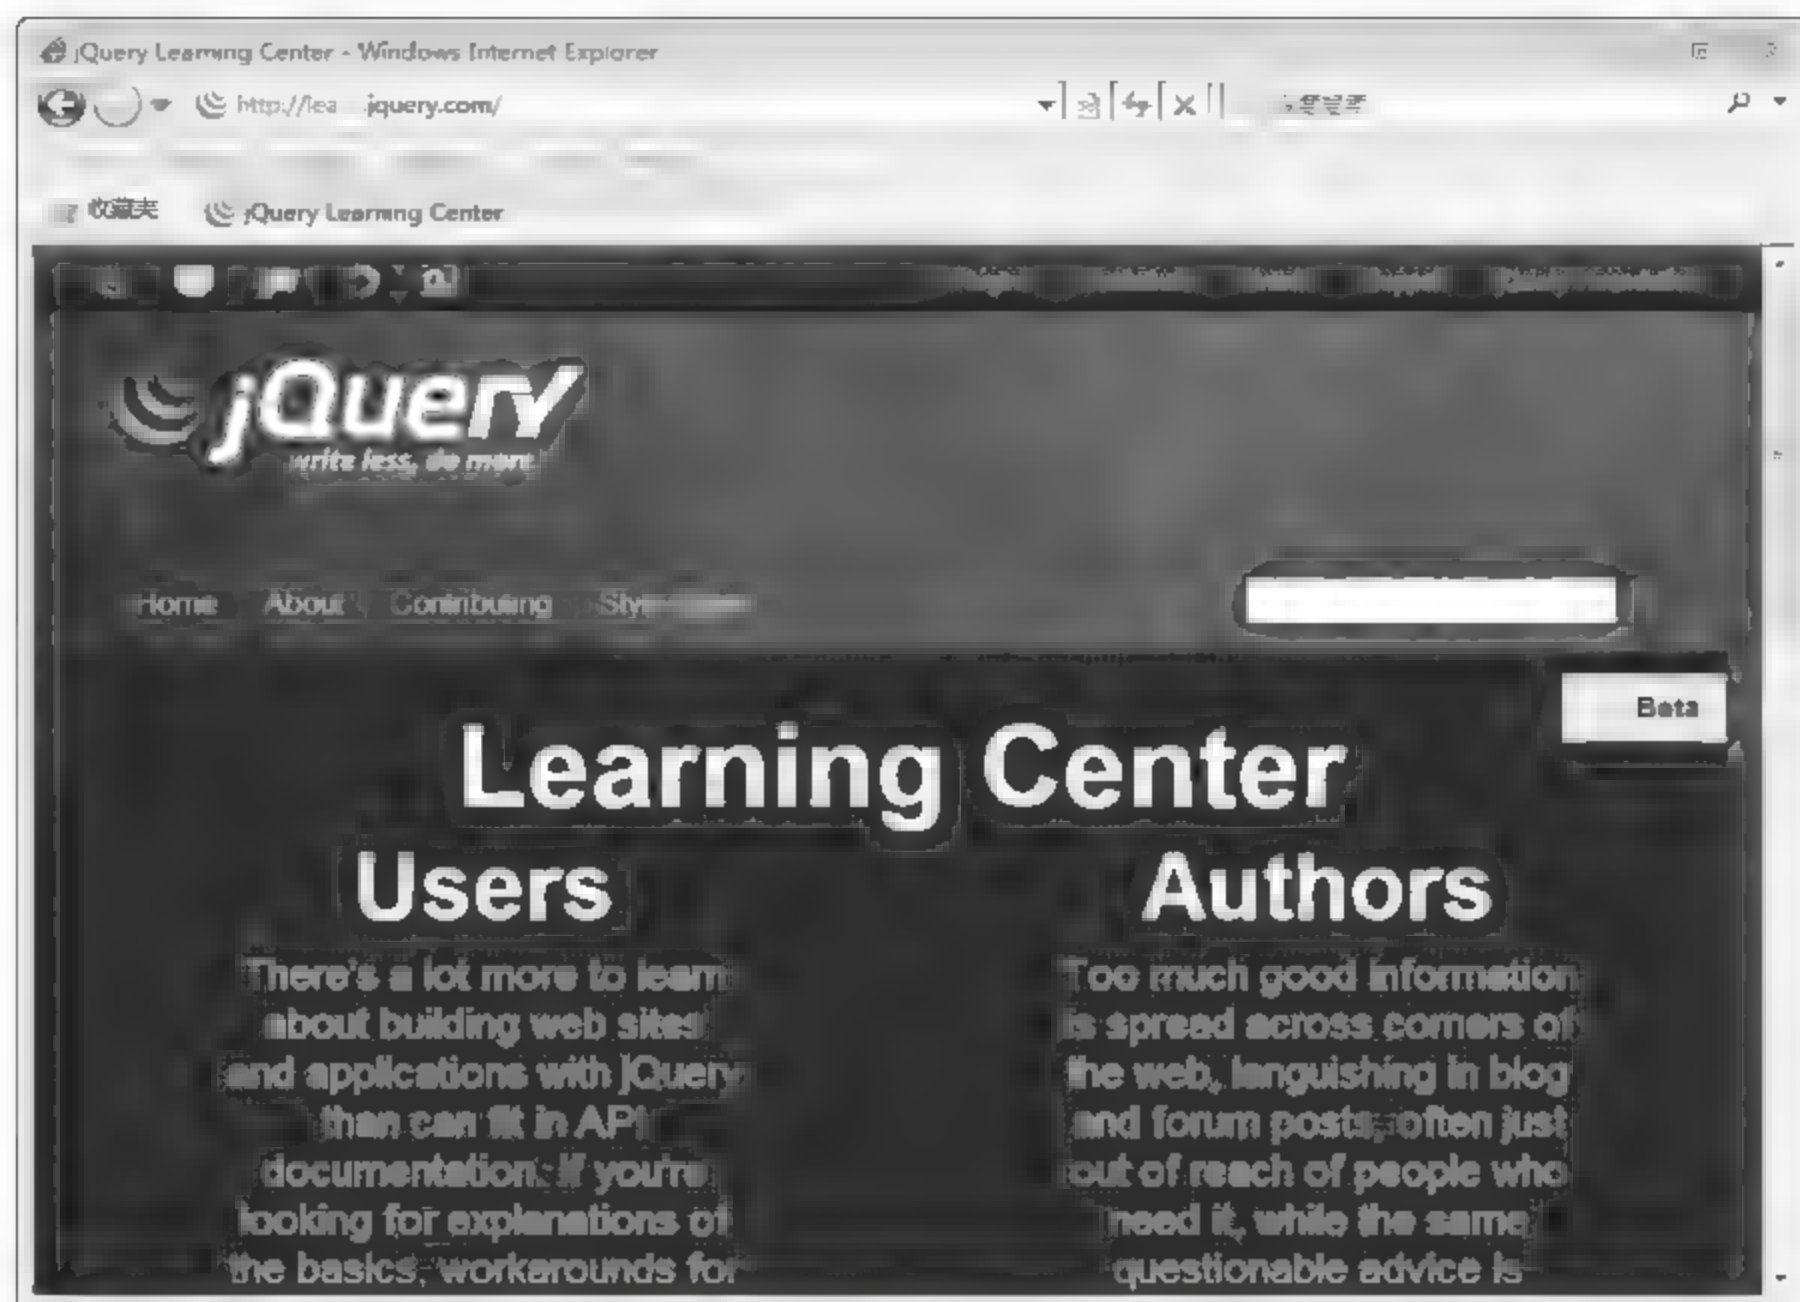 jQuery Learning Center - Windows Internet Explorer
http://lea jquery.com/
收藏夹 jQuery Learning Center
jQuery
write less, do more
Home About Contributing
Beta
Learning Center
Users
There's a lot more to learn
about building web sites
and applications with jQuery
than can fit in API
documentation. If you're
looking for explanations of
the basics, workarounds for
Authors
Too much good information
is spread across corners of
the web, languishing in blog
and forum posts, often just
out of reach of people who
need it, while the same
questionable advice is